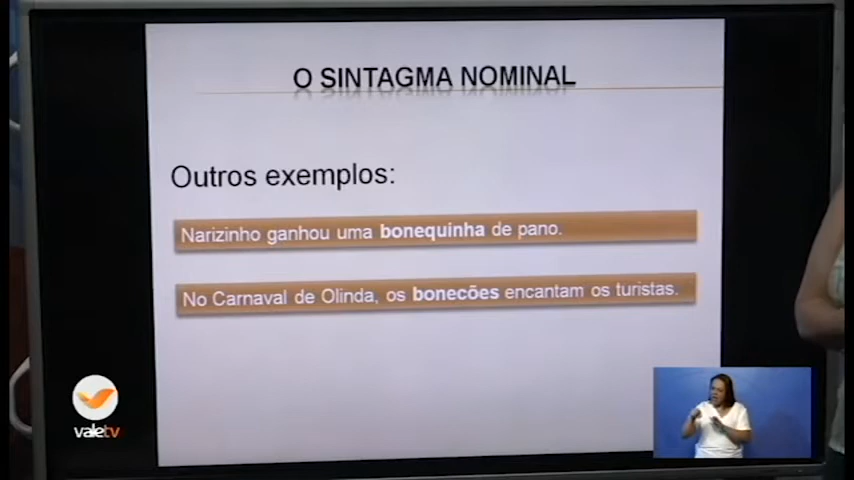 O SINTAGMA NOMINAL
Outros exemplos:
Narizinho ganhou uma bonequinha de pano.
No Carnaval de Olinda, os bonecões encantam os turistas.
valetv